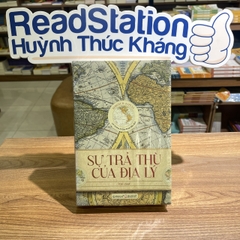 ReadStation
Huỳnh Thúc Kháng
SỰ TRẢ THÙ
CỦA ĐỊA LÝ